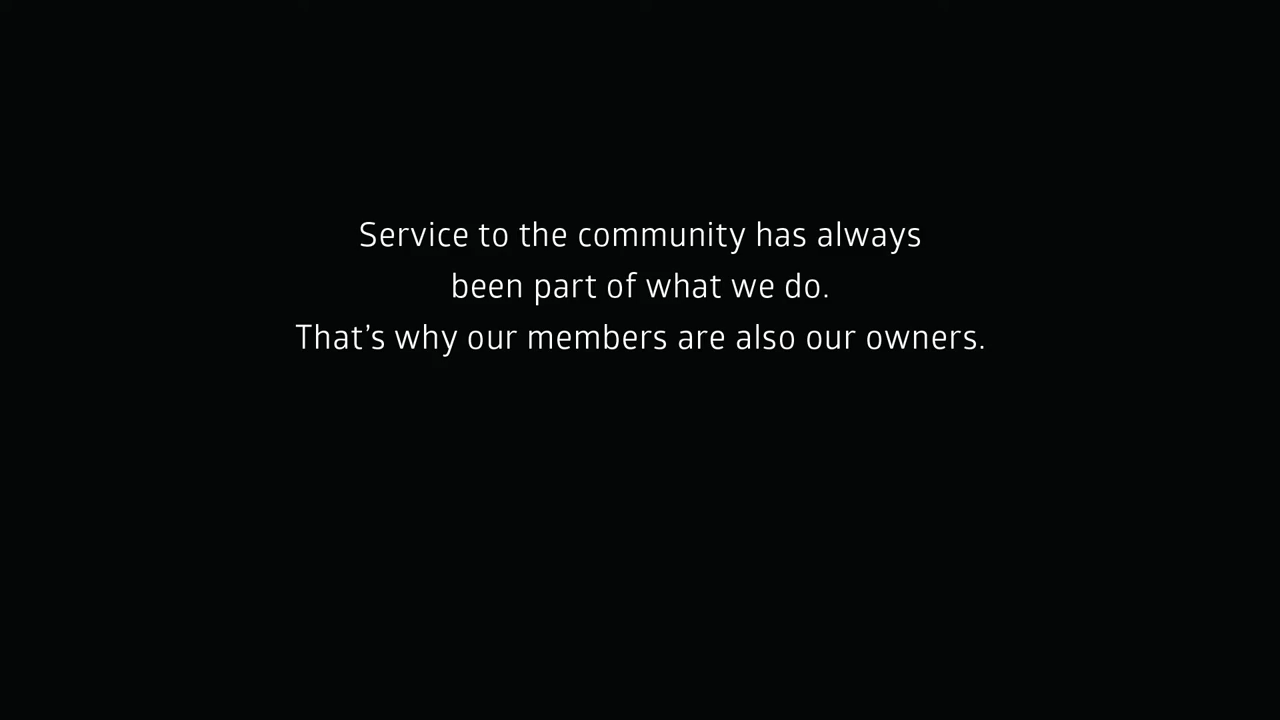 Service to the community has always
been part of what we do.
That’s why our members are also our owners.